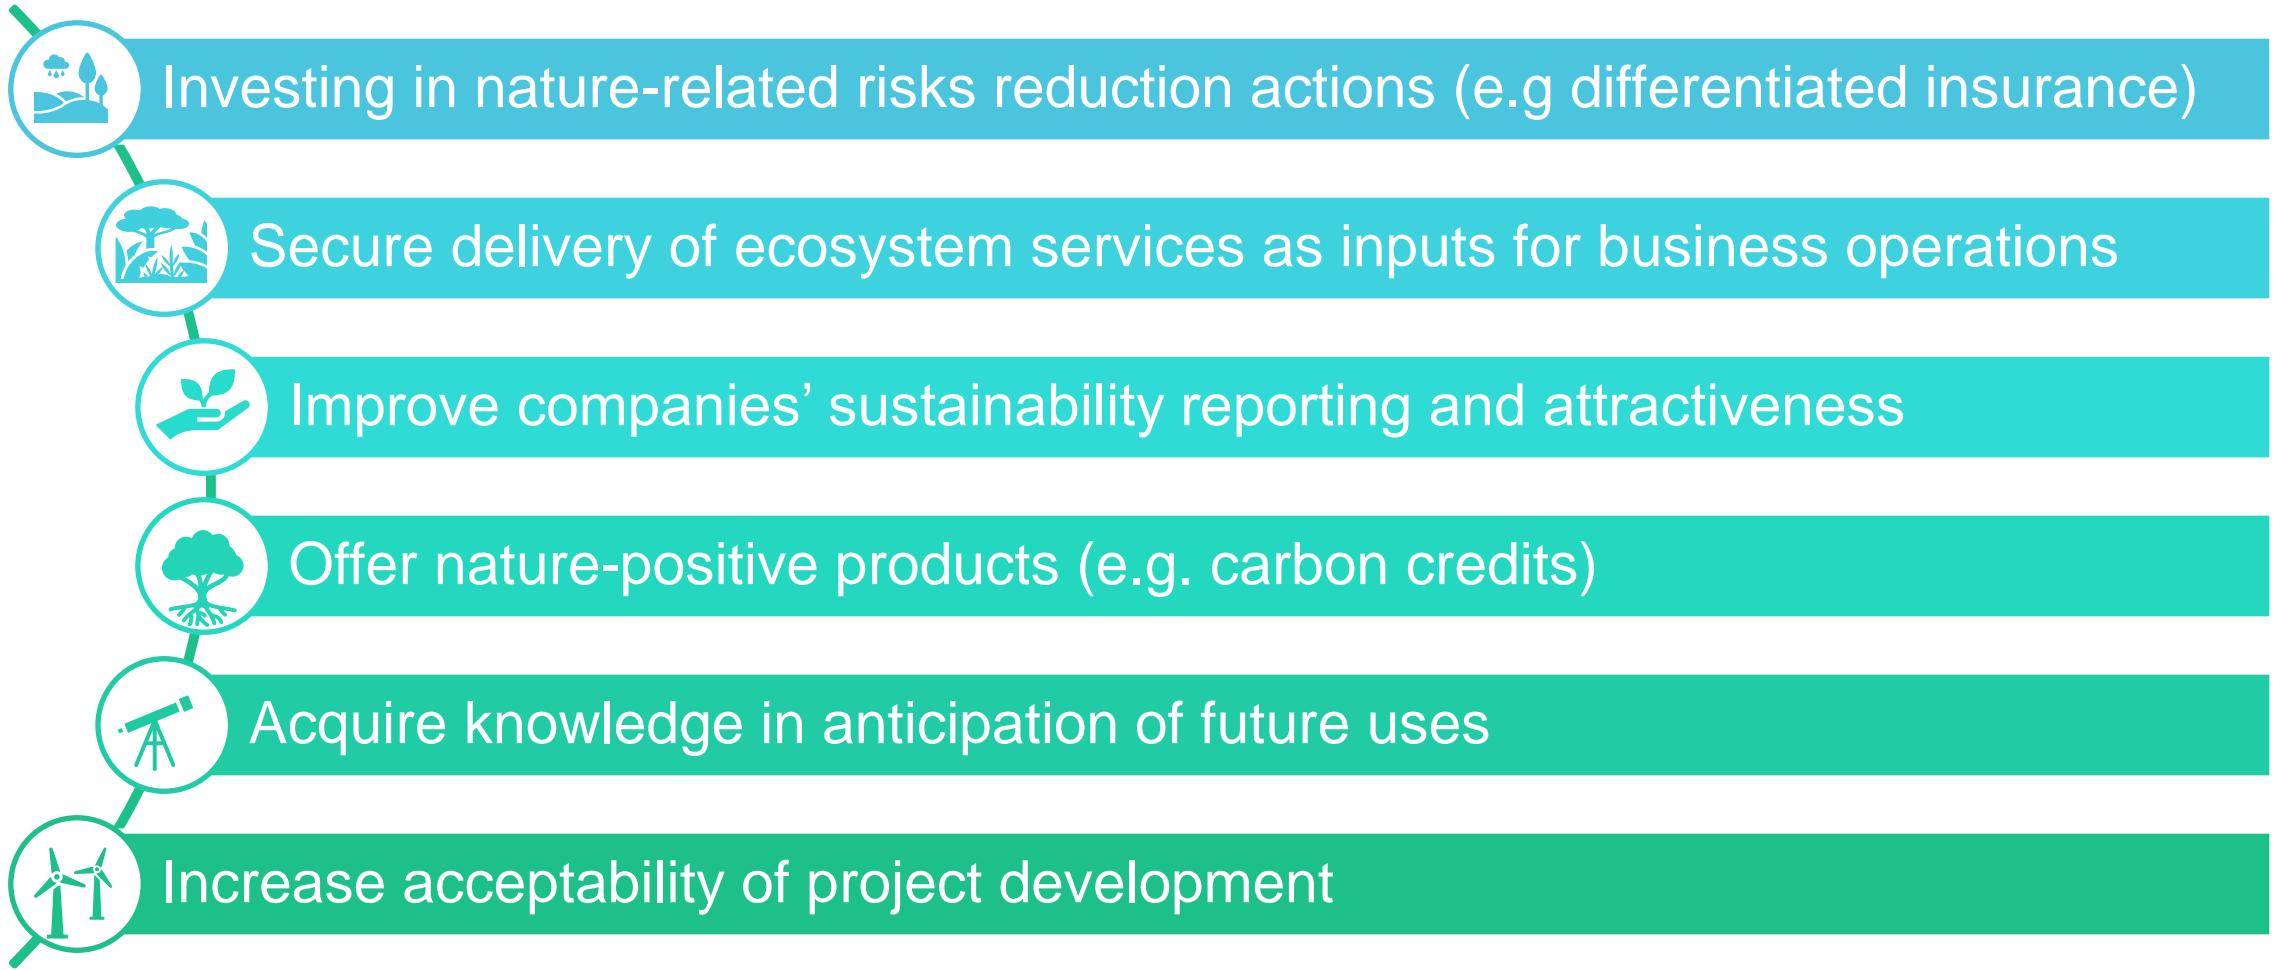 Investing in nature-related risks reduction actions (e.g differentiated insurance)
Secure delivery of ecosystem services as inputs for business operations
Improve companies’ sustainability reporting and attractiveness
Offer nature-positive products (e.g. carbon credits)
Acquire knowledge in anticipation of future uses
Increase acceptability of project development